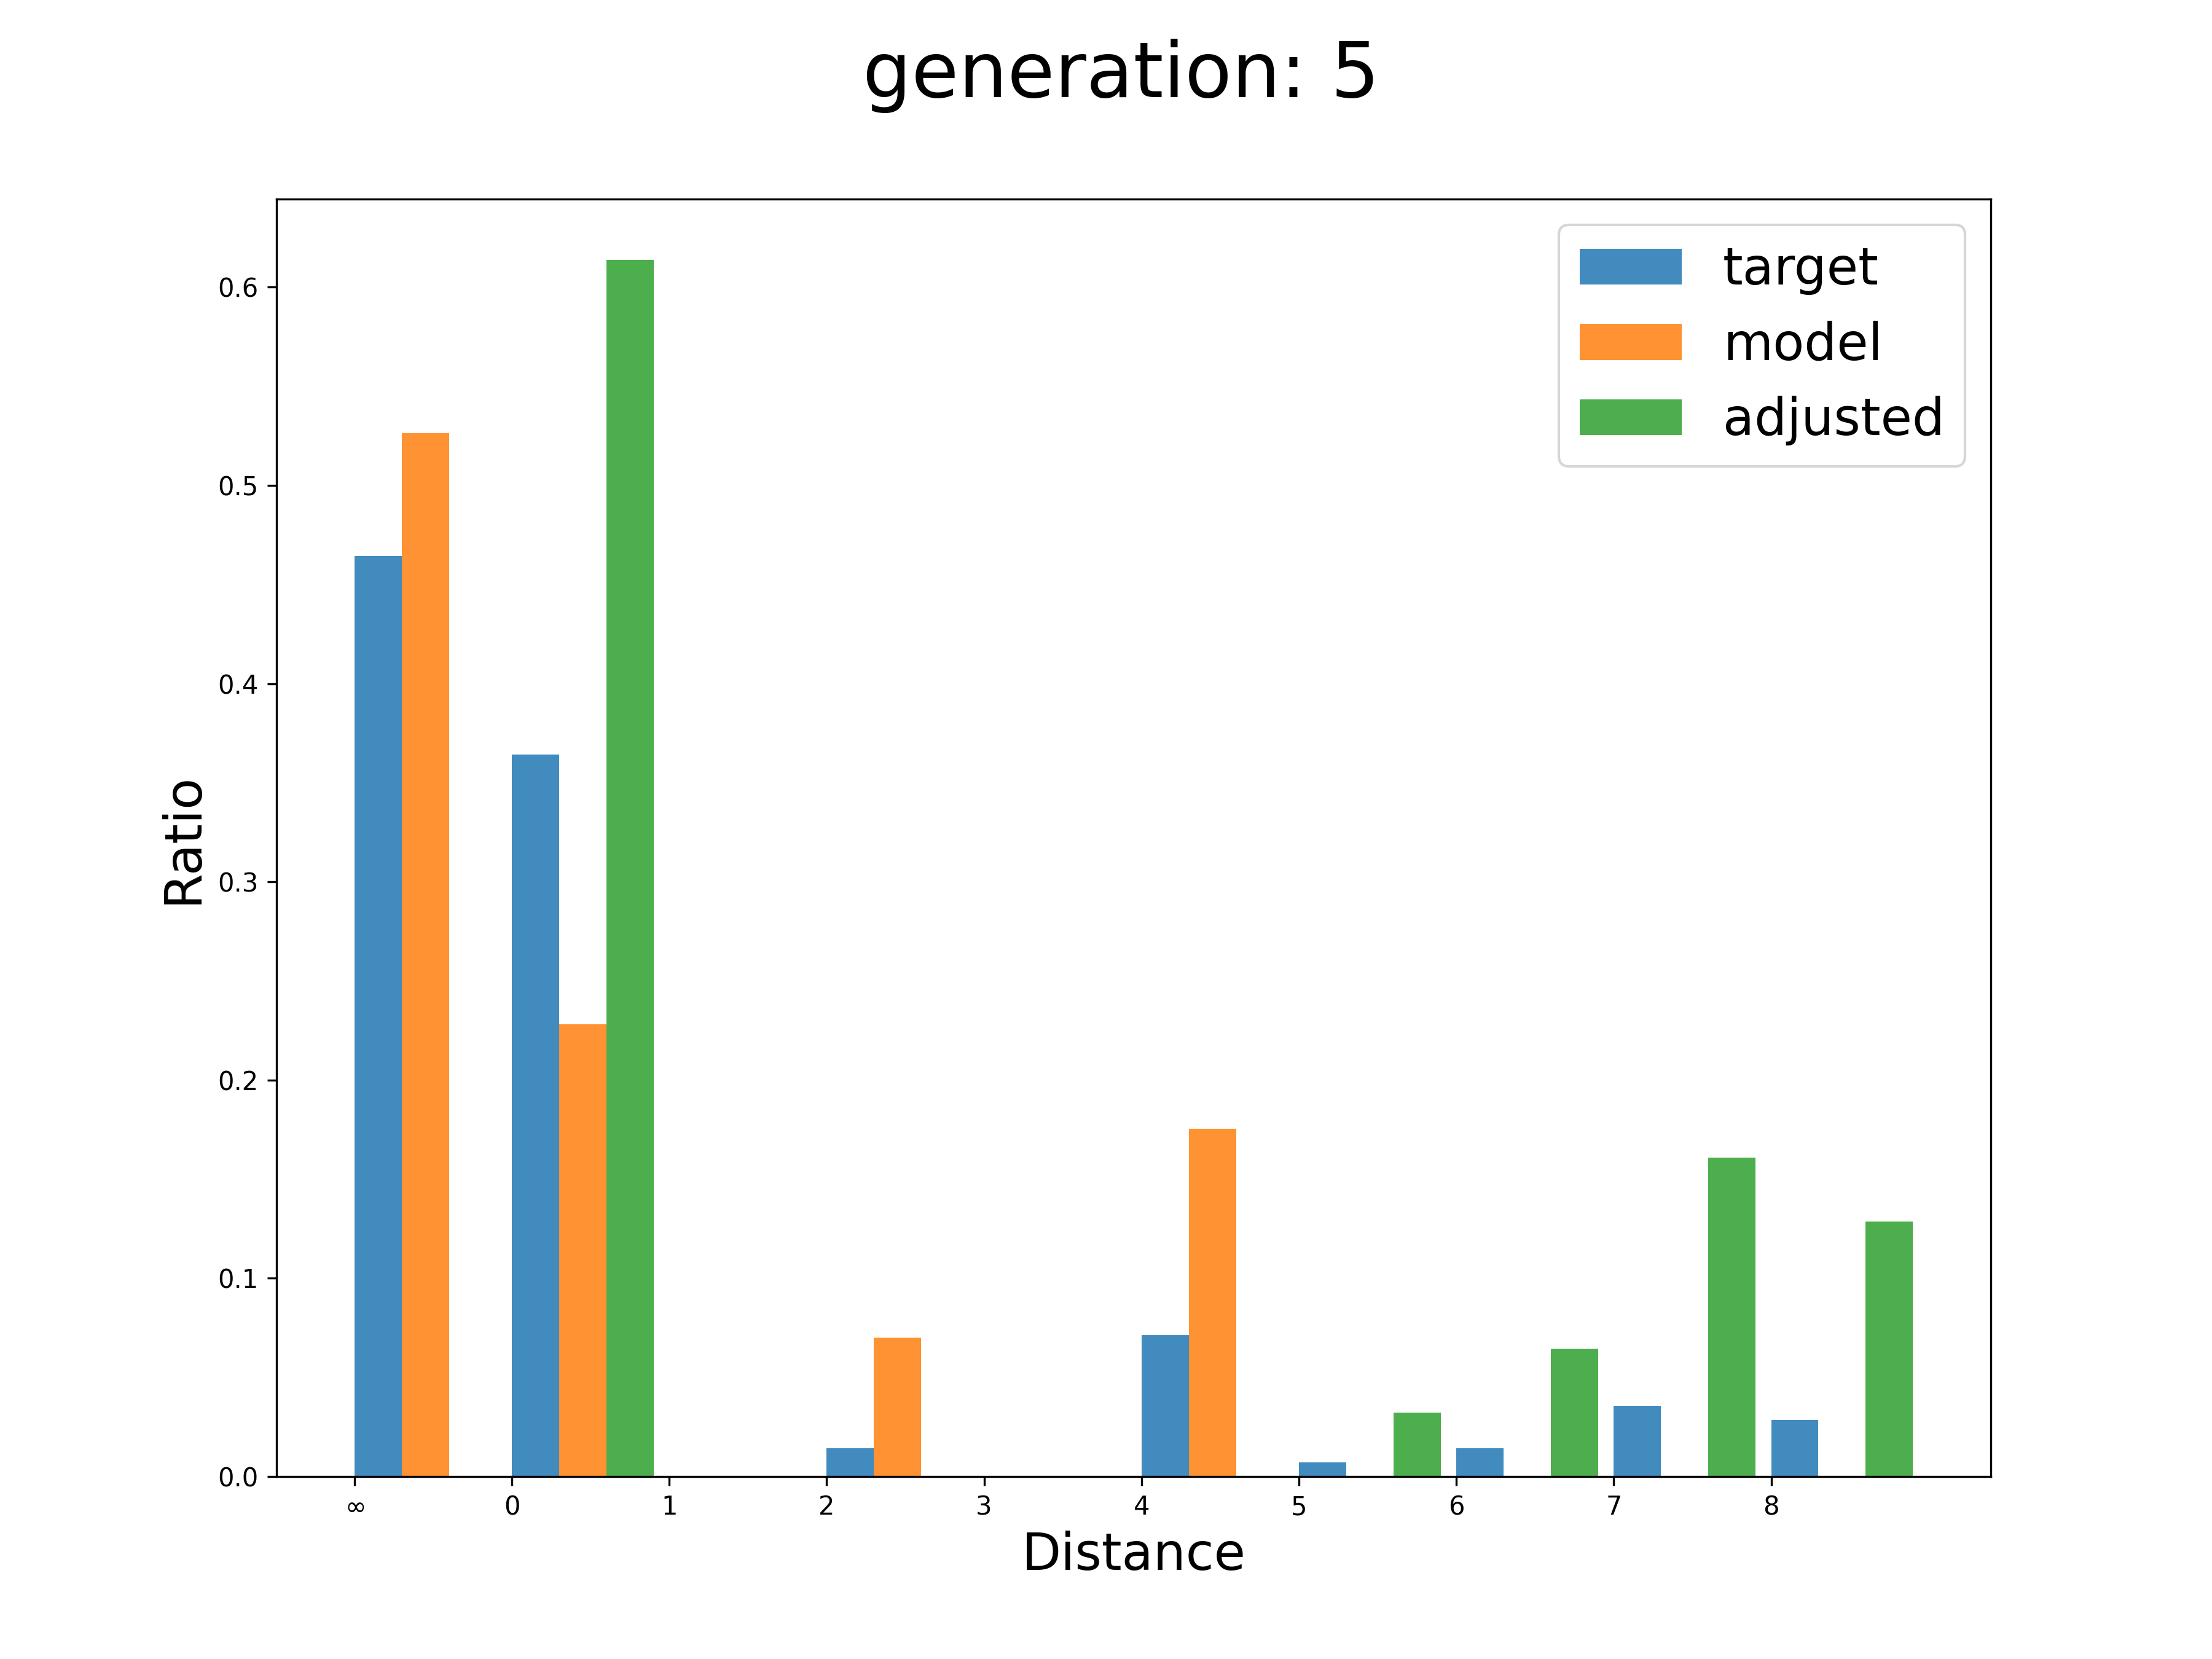 generation: 5
target
model
adjusted
Ratio
0.6
0.5
0.4
0.3
0.2
0.1
0.0
∞ 0 1 2 3 4 5 6 7 8
Distance